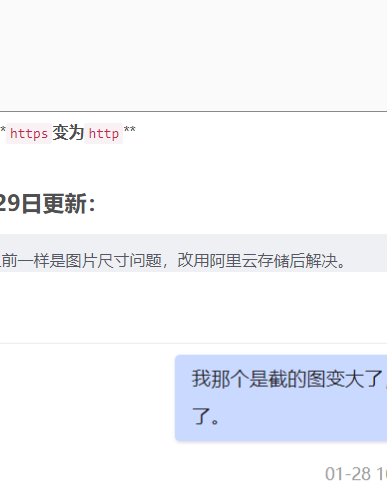 *https 变为 http **
29日更新：
前一样是图片尺寸问题，改用阿里云存储后解决。
我那个是截的图变大了，
了。
01-28 1